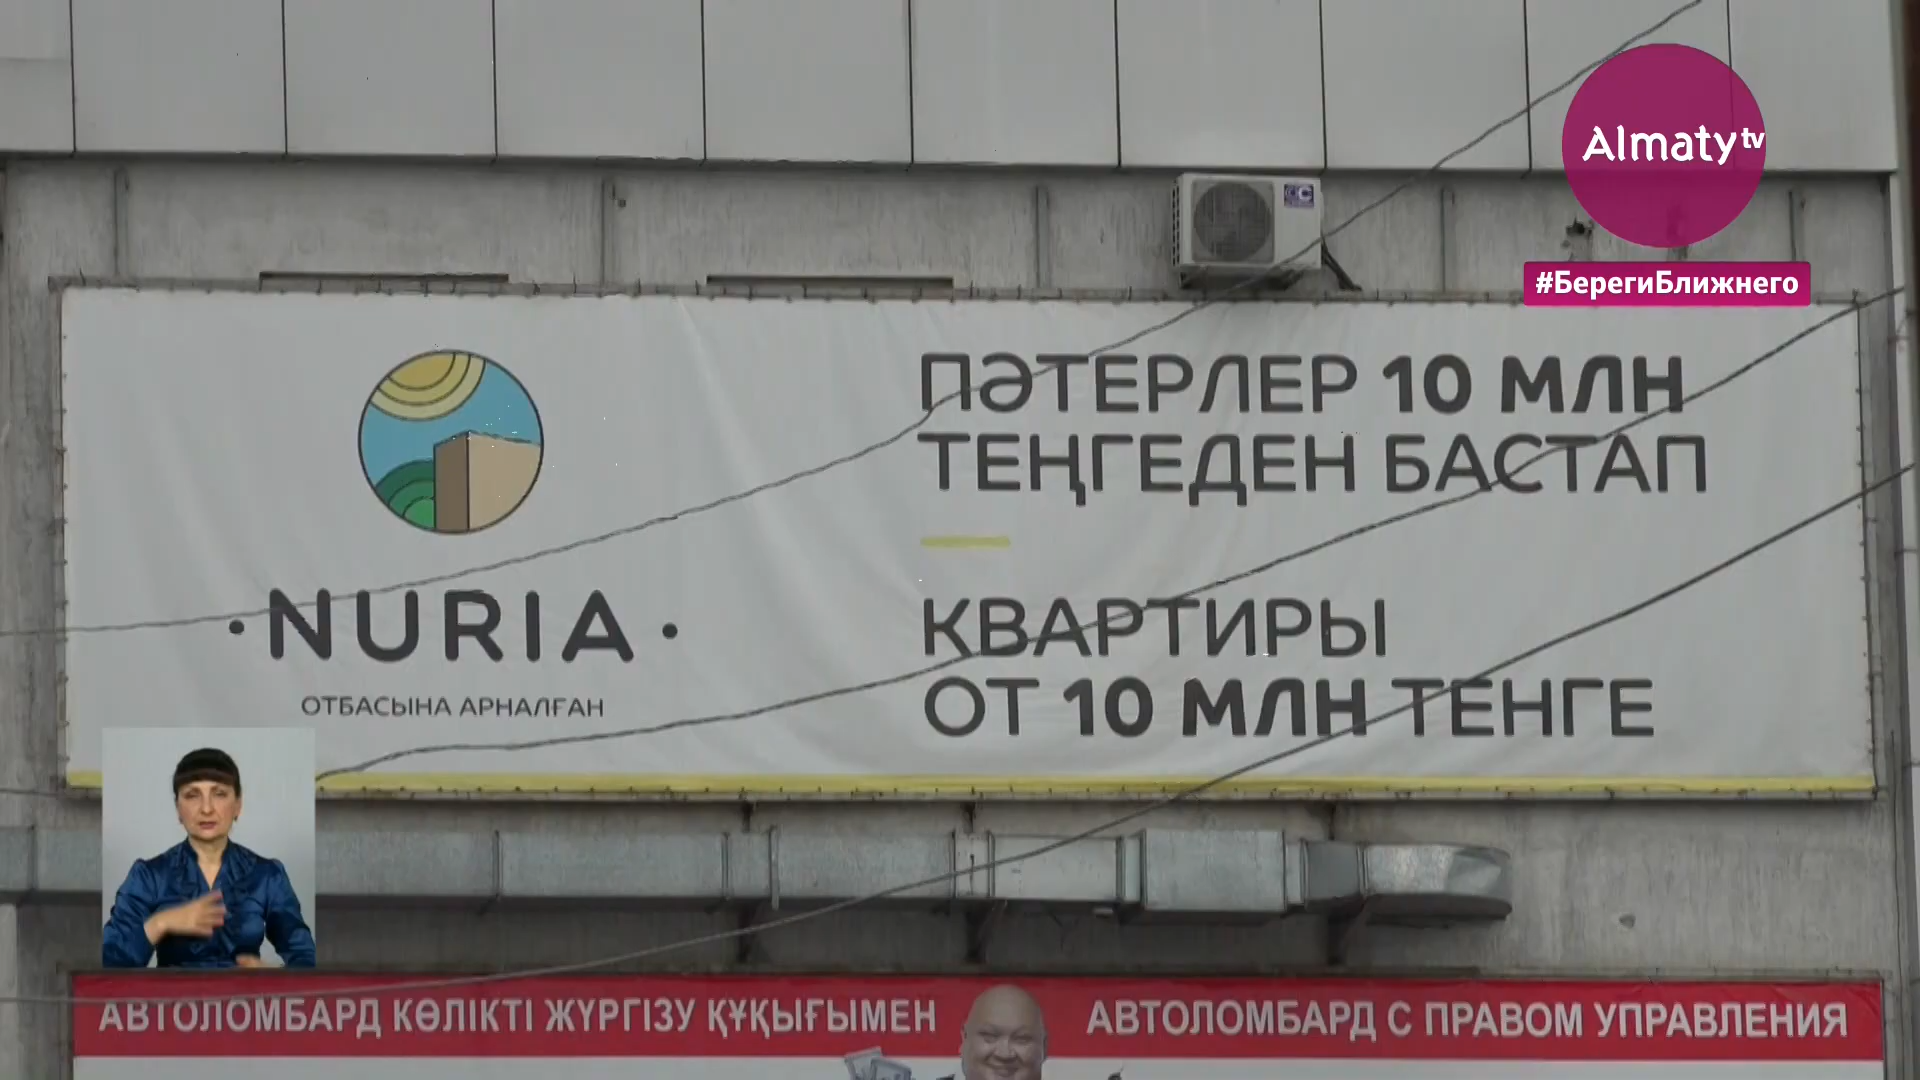 Almaty tv
#БерегиБлижнего
ПӘТЕРЛЕР 10 МЛН
ТЕҢГЕДЕН БАСТАП
КВАРТИРЫ
ОТ 10 МЛН ТЕНГЕ
·NURIA·
ОТБАСЫНА АРНАЛҒАН
АВТОЛОМБАРД КӨЛІКТІ ЖҮРГІЗУ ҚҰҚЫҒЫМЕН
АВТОЛОМБАРД С ПРАВОМ УПРАВЛЕНИЯ